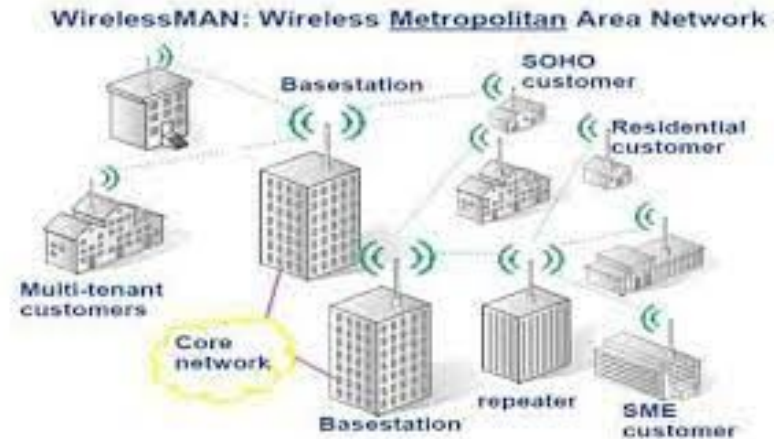 WirelessMAN: Wireless Metropolitan Area Network
Basestation
SOHO
customer
Residential
customer
Multi-tenant
customers
Core
network
Basestation
repeater
SME
customer